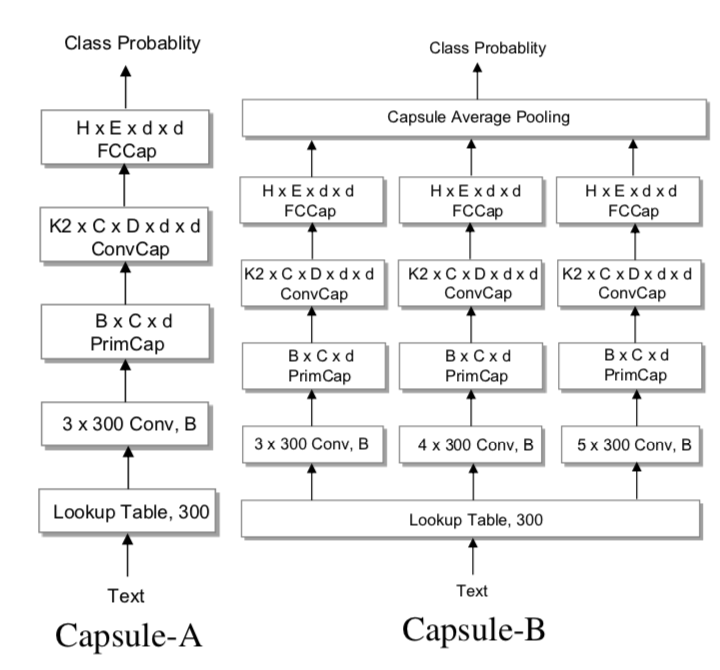 Class Probablity
H x E x d x d
FCCap
K2 x C x D x d x d
ConvCap
B x C x d
PrimCap
3 x 300 Conv, B
Lookup Table, 300
Text
Capsule-A
Class Probablity
Capsule Average Pooling
H x E x d x d
FCCap
H x E x d x d
FCCap
H x E x d x d
FCCap
K2 x C x D x d x d
ConvCap
K2 x C x D x d x d
ConvCap
K2 x C x D x d x d
ConvCap
B x C x d
PrimCap
B x C x d
PrimCap
B x C x d
PrimCap
3 x 300 Conv, B
4 x 300 Conv, B
5 x 300 Conv, B
Lookup Table, 300
Text
Capsule-B